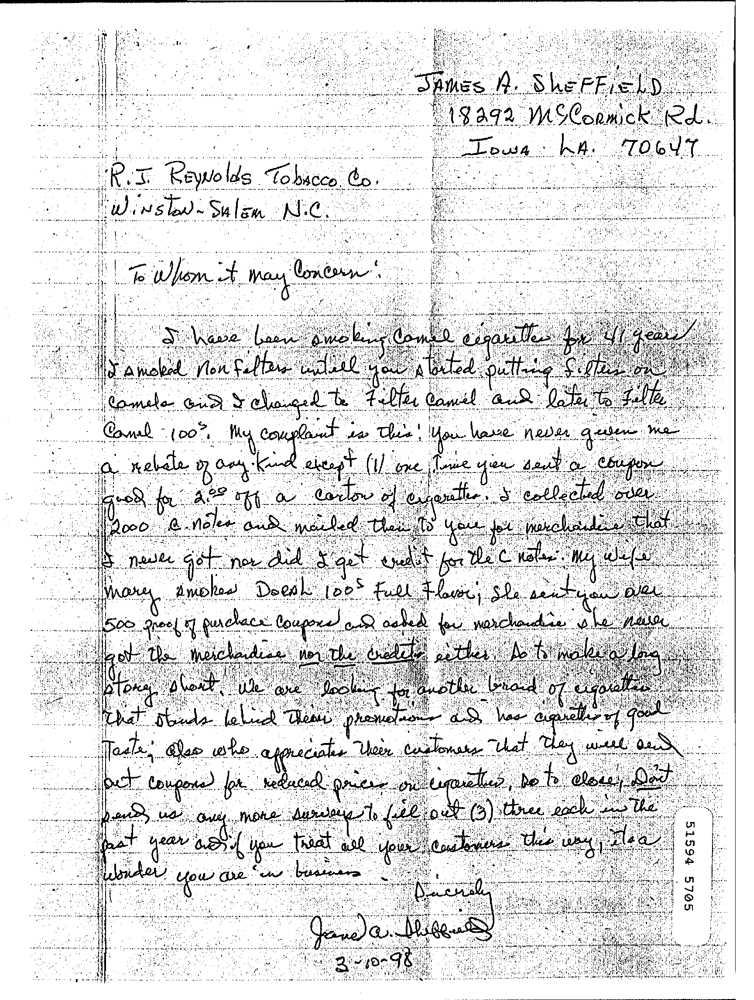 JAMES A. SHEFFIELD
18292 McCORMICK Rd.
IOWA LA. 70647
R.J. REYNOLDS TOBACCO CO.
WINSTON-SALEM N.C.
To Whom it may Concern:
I have been smoking Camel cigarettes for 41 years
I smoked Non filters untill you started putting filters on
Camels and I changed to Filter Camel and later to Filter
Camel 100s. My complaint is this! You have never given me
a rebate of any kind except (1) one time you sent a coupon
good for 2.00 off a carton of cigarettes. I collected over
2000 C. notes and mailed them to you for merchandise that
I never got nor did I get credit for the C notes. My wife
Mary smokes Doral 100s Full Flavor; She sent you over
500 proof of purchase coupons and asked for merchandise she never
got the merchandise nor the credits either. So to make a long
story short, we are looking for another brand of cigarettes
that stands behind their promotions and has cigarettes of good
Taste; also who appreciates their customers that they will send
out coupons for reduced prices on cigarettes, so to close, Don't
send us any more surveys to fill out (3) three each in the
past year and if you treat all your customers this way, its a
wonder you are in business.
Sincerely
James A. Sheffield
3-10-98
51594 5705